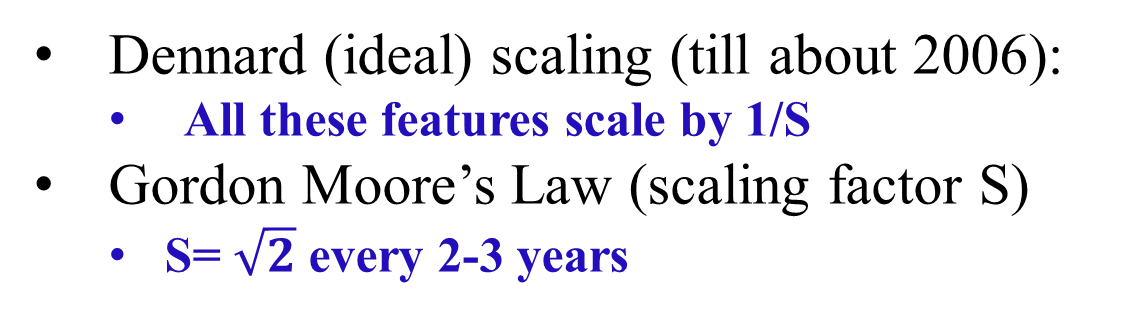 • Dennard (ideal) scaling (till about 2006):
• All these features scale by 1/S
• Gordon Moore’s Law (scaling factor S)
• S= √2 every 2-3 years